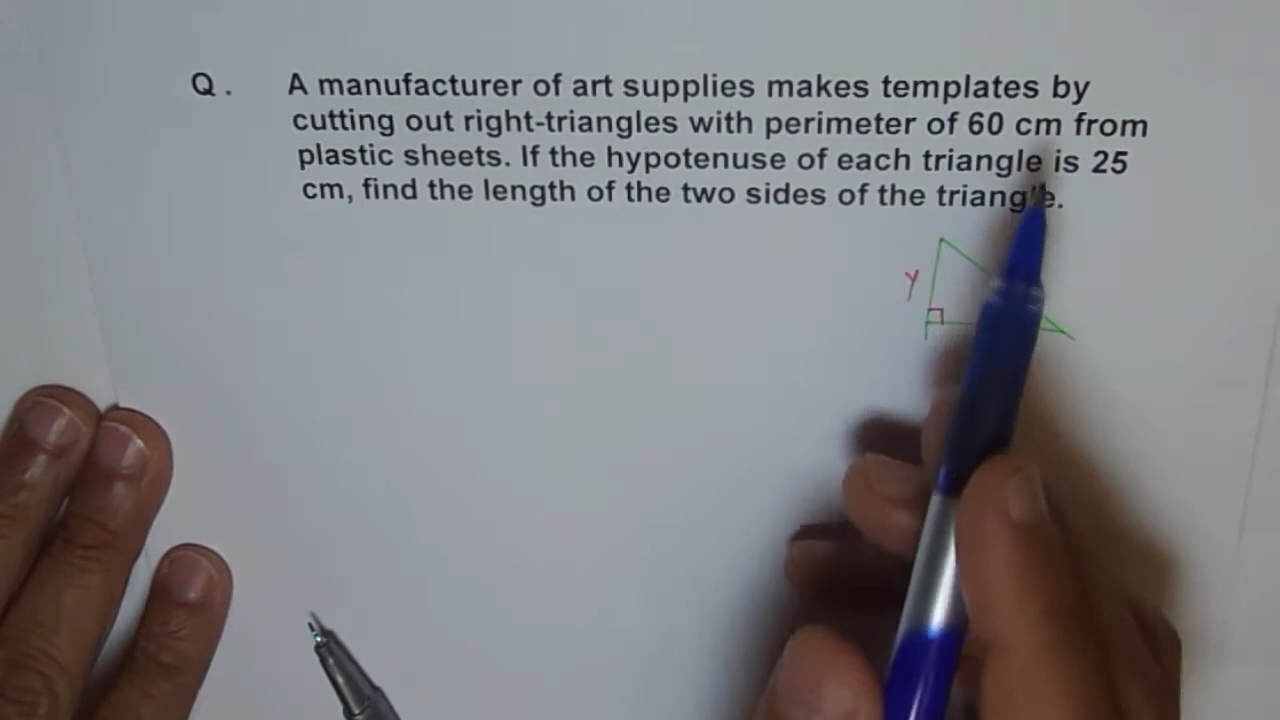 Q. A manufacturer of art supplies makes templates by
cutting out right-triangles with perimeter of 60 cm from
plastic sheets. If the hypotenuse of each triangle is 25
cm, find the length of the two sides of the triangle.
Y